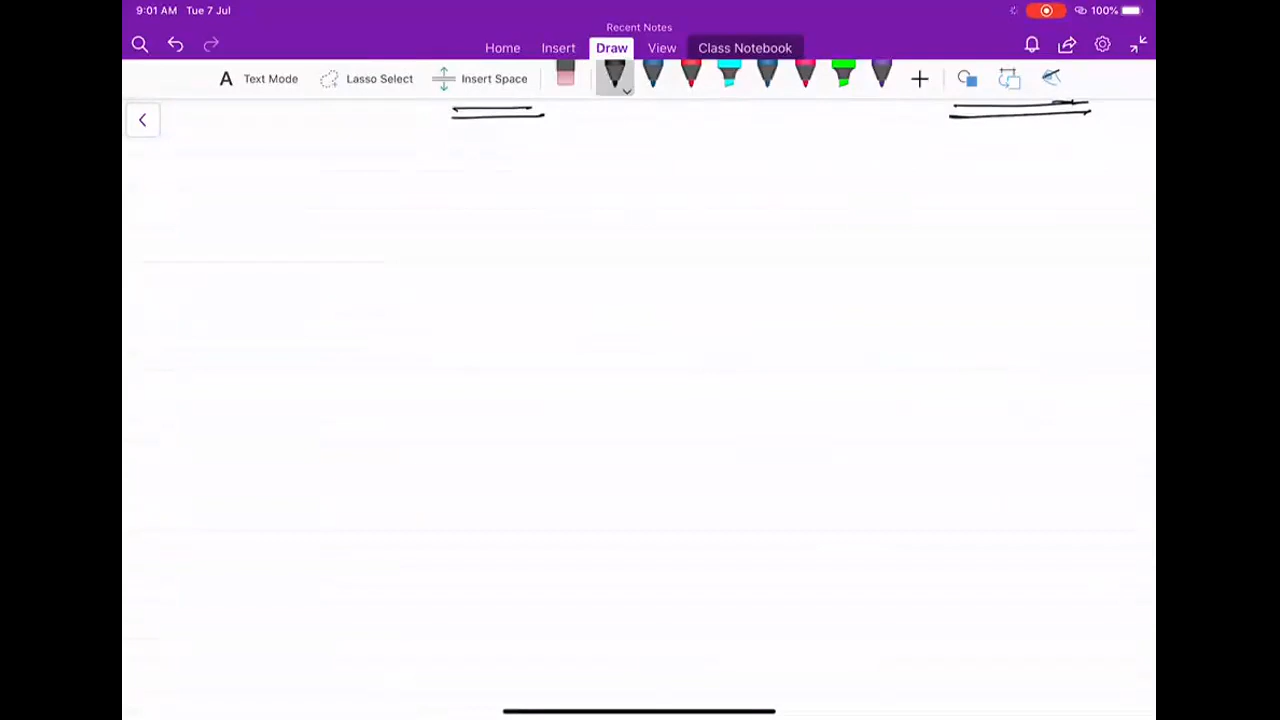 9:01 AM Tue 7 Jul
100%
Recent Notes
Home Insert Draw View Class Notebook
A Text Mode Lasso Select Insert Space